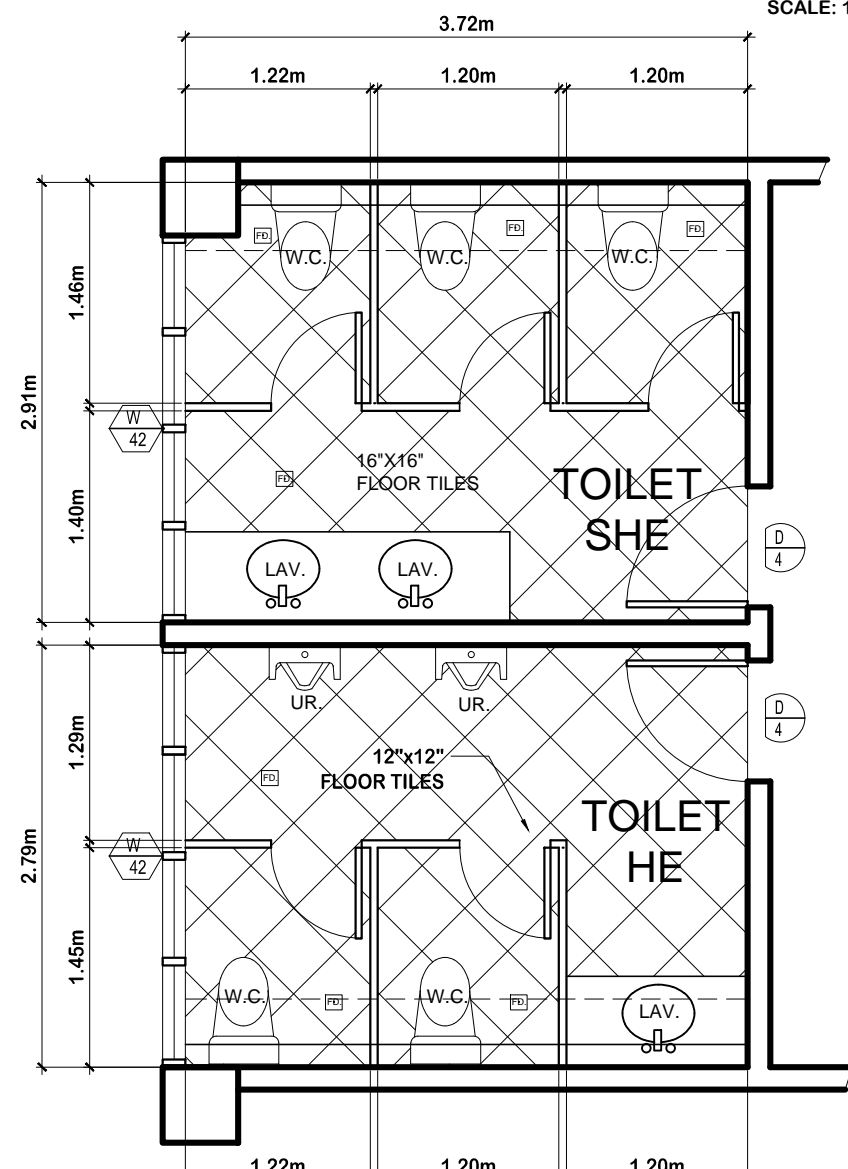 SCALE: 1
3.72m
1.22m
1.20m
1.20m
FD.
W.C.
W.C.
FD.
W.C.
FD.
1.46m
2.91m
W
42
1.40m
FD.
16"X16"
FLOOR TILES
TOILET
SHE
D
4
LAV.
LAV.
UR.
UR.
D
4
1.29m
12"x12"
FLOOR TILES
FD.
TOILET
HE
2.79m
W
42
1.45m
W.C.
FD.
W.C.
FD.
LAV.
1.22m
1.20m
1.20m